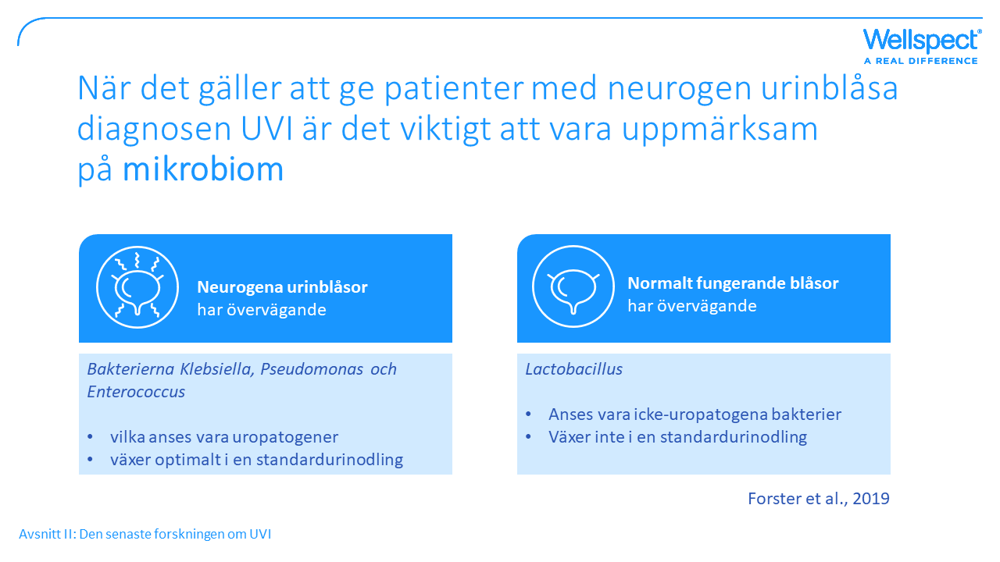 Wellspect®
A REAL DIFFERENCE
När det gäller att ge patienter med neurogen urinblåsa
diagnosen UVI är det viktigt att vara uppmärksam
på mikrobiom
Neurogena urinblåsor
har övervägande
Bakterierna Klebsiella, Pseudomonas och
Enterococcus
• vilka anses vara uropatogener
• växer optimalt i en standardurinodling
Normalt fungerande blåsor
har övervägande
Lactobacillus
• Anses vara icke-uropatogena bakterier
• Växer inte i en standardurinodling
Forster et al., 2019
Avsnitt II: Den senaste forskningen om UVI